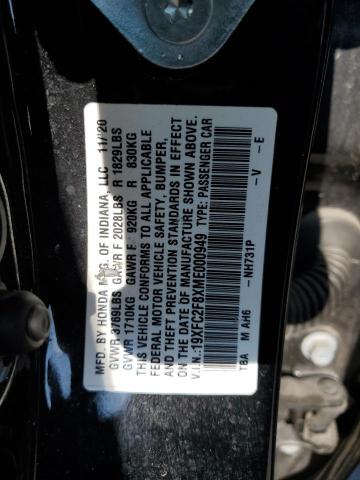 MFD. BY HONDA MFG. OF INDIANA, LLC 11/20
GVWR 3769LBS GAWR F 2028LBS R 1829LBS
GVWR 1710KG GAWR F 920KG R 830KG
THIS VEHICLE CONFORMS TO ALL APPLICABLE
FEDERAL MOTOR VEHICLE SAFETY, BUMPER,
AND THEFT PREVENTION STANDARDS IN EFFECT
ON THE DATE OF MANUFACTURE SHOWN ABOVE.
V.I.N.: 19XFC2F8XME000949 TYPE: PASSENGER CAR
-NH731P -V -E
TBA M AH6